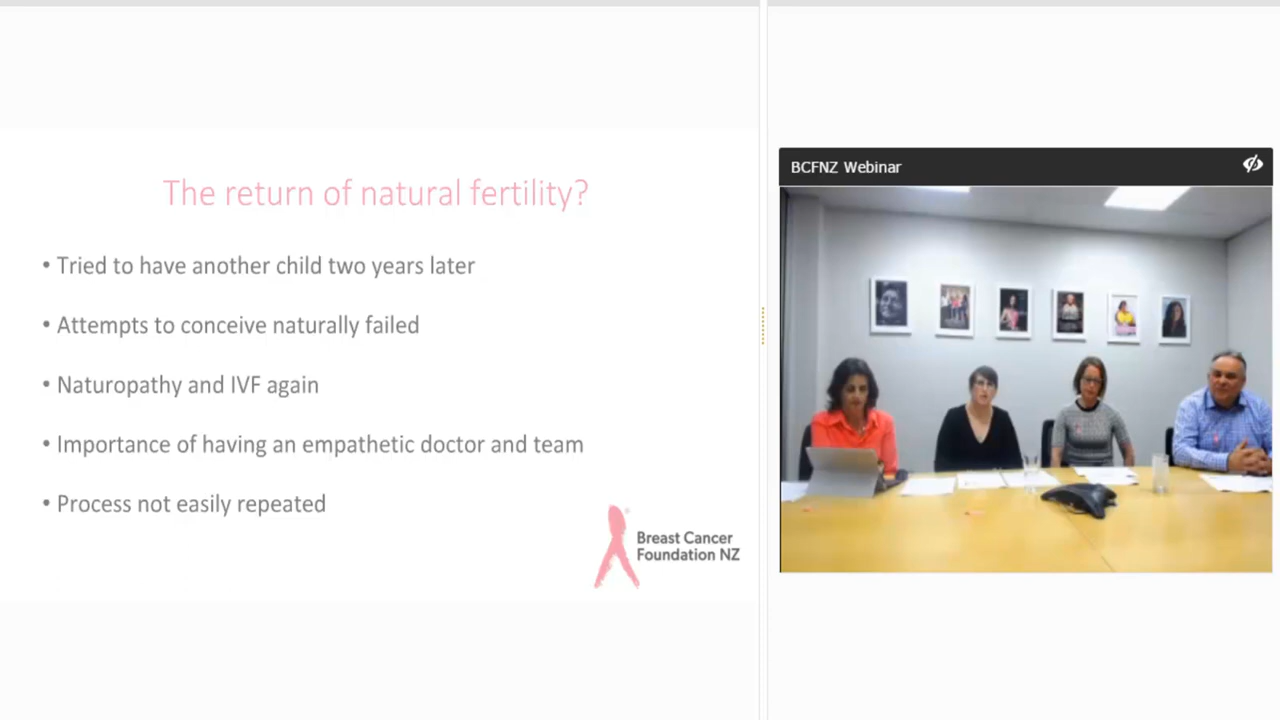 The return of natural fertility?
• Tried to have another child two years later
• Attempts to conceive naturally failed
• Naturopathy and IVF again
• Importance of having an empathetic doctor and team
• Process not easily repeated
Breast Cancer
Foundation NZ
BCFNZ Webinar